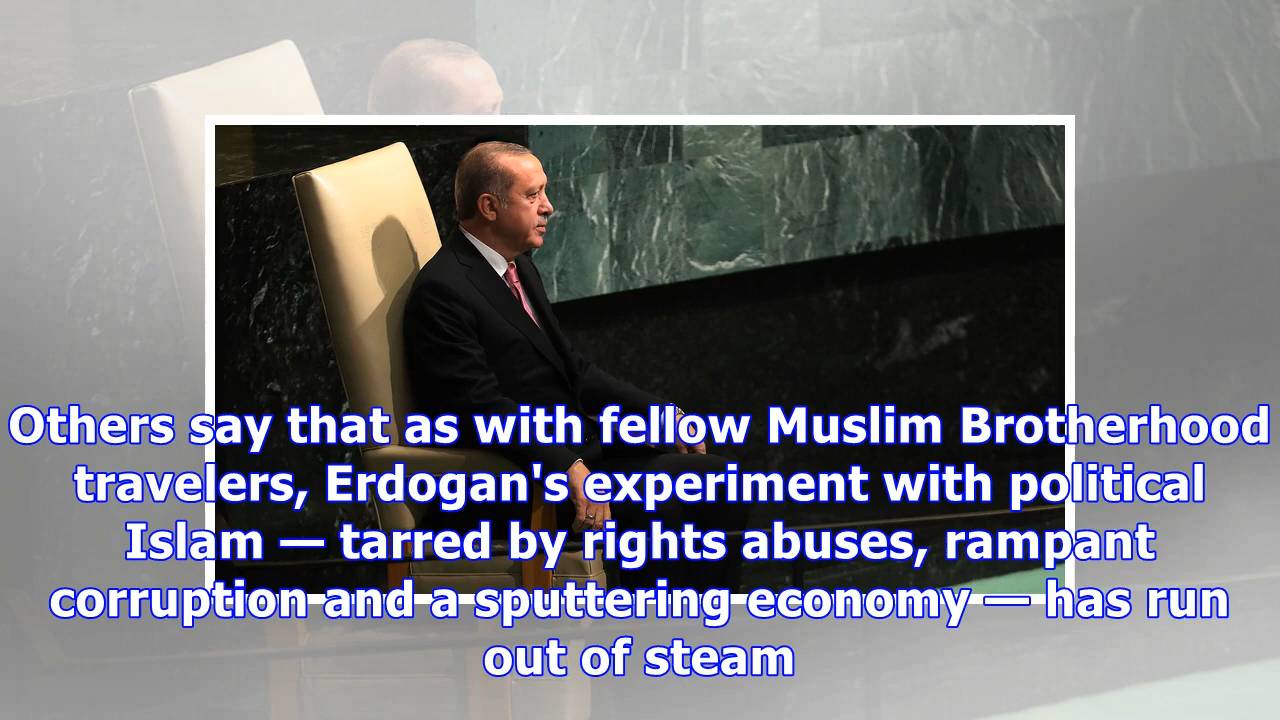 Others say that as with fellow Muslim Brotherhood
travelers, Erdogan's experiment with political
Islam — tarred by rights abuses, rampant
corruption and a sputtering economy — has run
out of steam